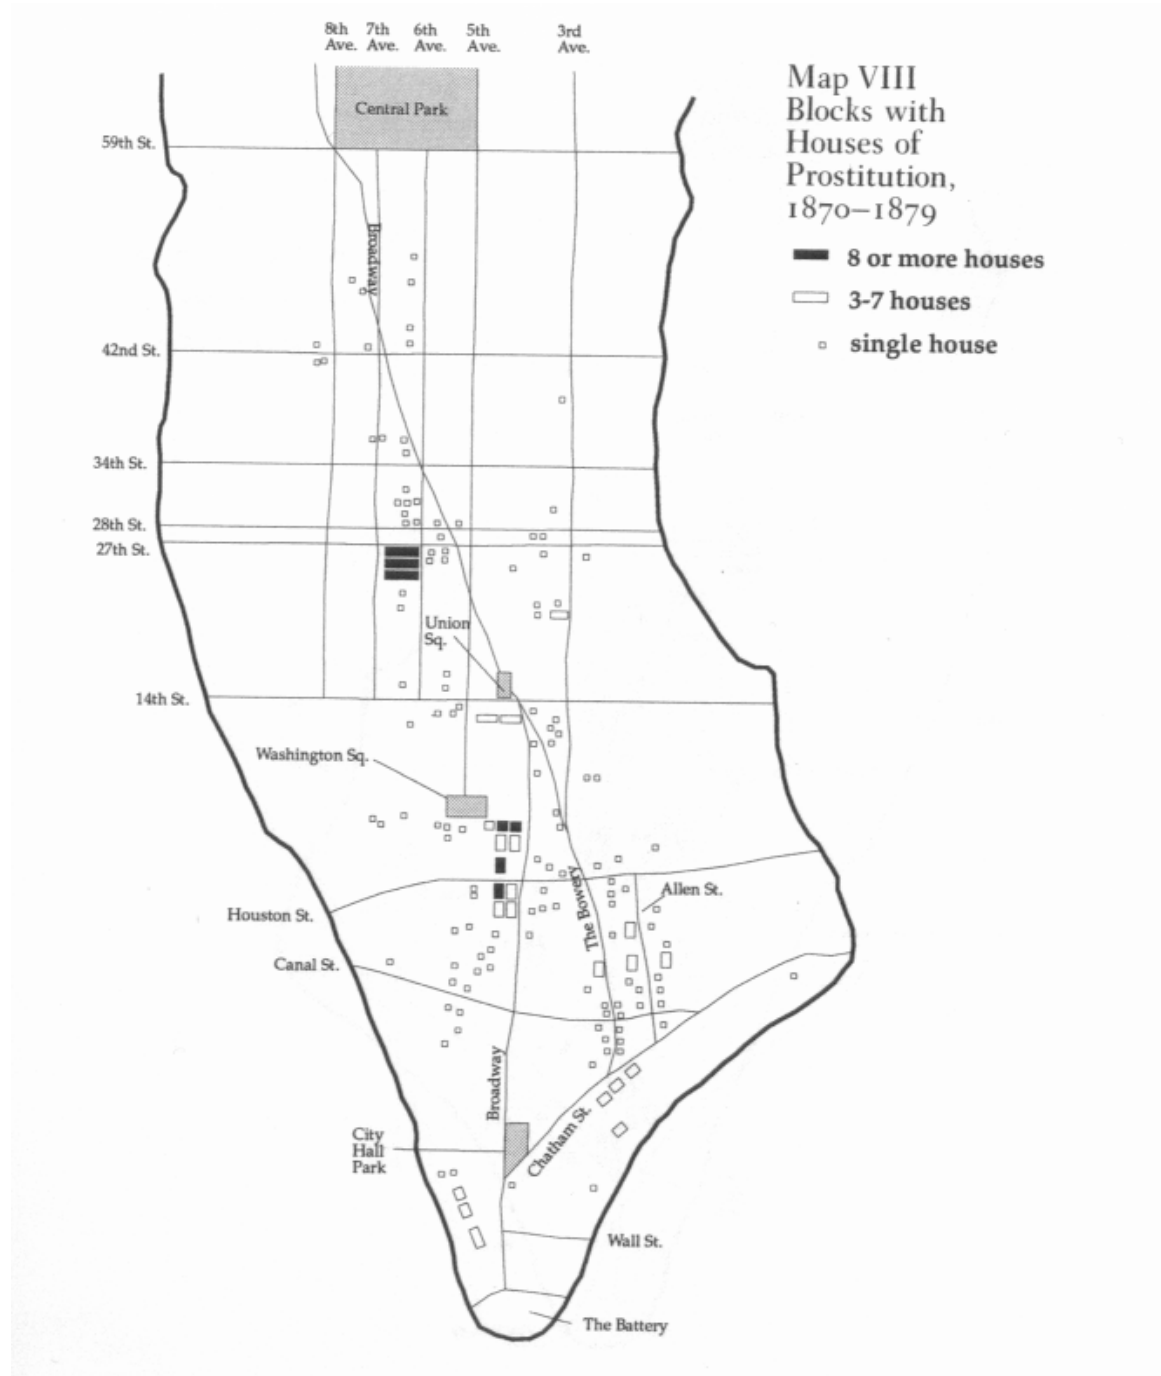 8th
Ave.
7th
Ave.
6th
Ave.
5th
Ave.
3rd
Ave.
Central Park
59th St.
Map VIII
Blocks with
Houses of
Prostitution,
1870–1879
8 or more houses
3-7 houses
single house
Broadway
42nd St.
34th St.
28th St.
27th St.
Union
Sq.
14th St.
Washington Sq.
The Bowery
Allen St.
Houston St.
Canal St.
Broadway
Chatham St.
City
Hall
Park
Wall St.
The Battery